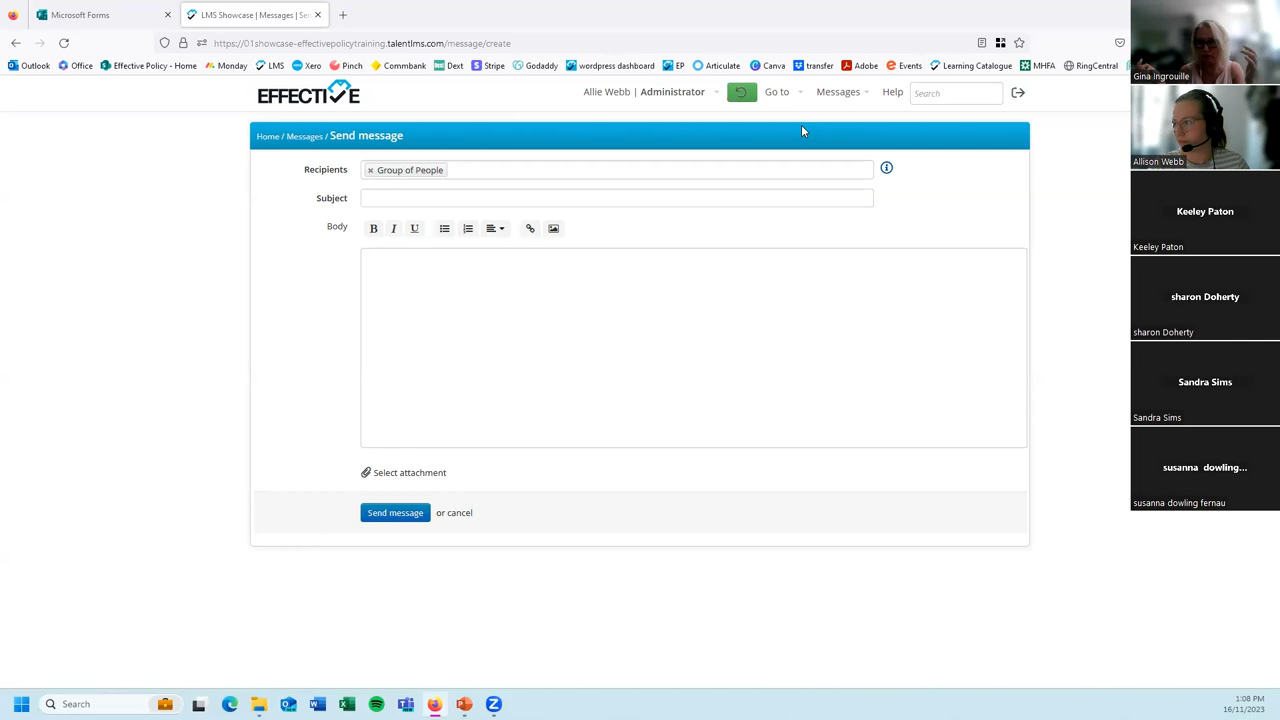 Microsoft Forms
LMS Showcase | Messages | Sen
https://01showcase-effectivepolicytraining.talentlms.com/message/create
Outlook Office Effective Policy - Home Monday LMS Xero Pinch Commbank Dext Stripe Godaddy wordpress dashboard EP Articulate Canva transfer Adobe Events Learning Catalogue MHFA RingCentral
EFFECTIVE
Allie Webb | Administrator Go to Messages Help Search
Home / Messages / Send message
Recipients
× Group of People
Subject
Body
B I U
Select attachment
Send message or cancel
Gina Ingrouille
Allison Webb
Keeley Paton
Keeley Paton
sharon Doherty
sharon Doherty
Sandra Sims
Sandra Sims
susanna dowling...
susanna dowling fernau
Search
1:08 PM
16/11/2023